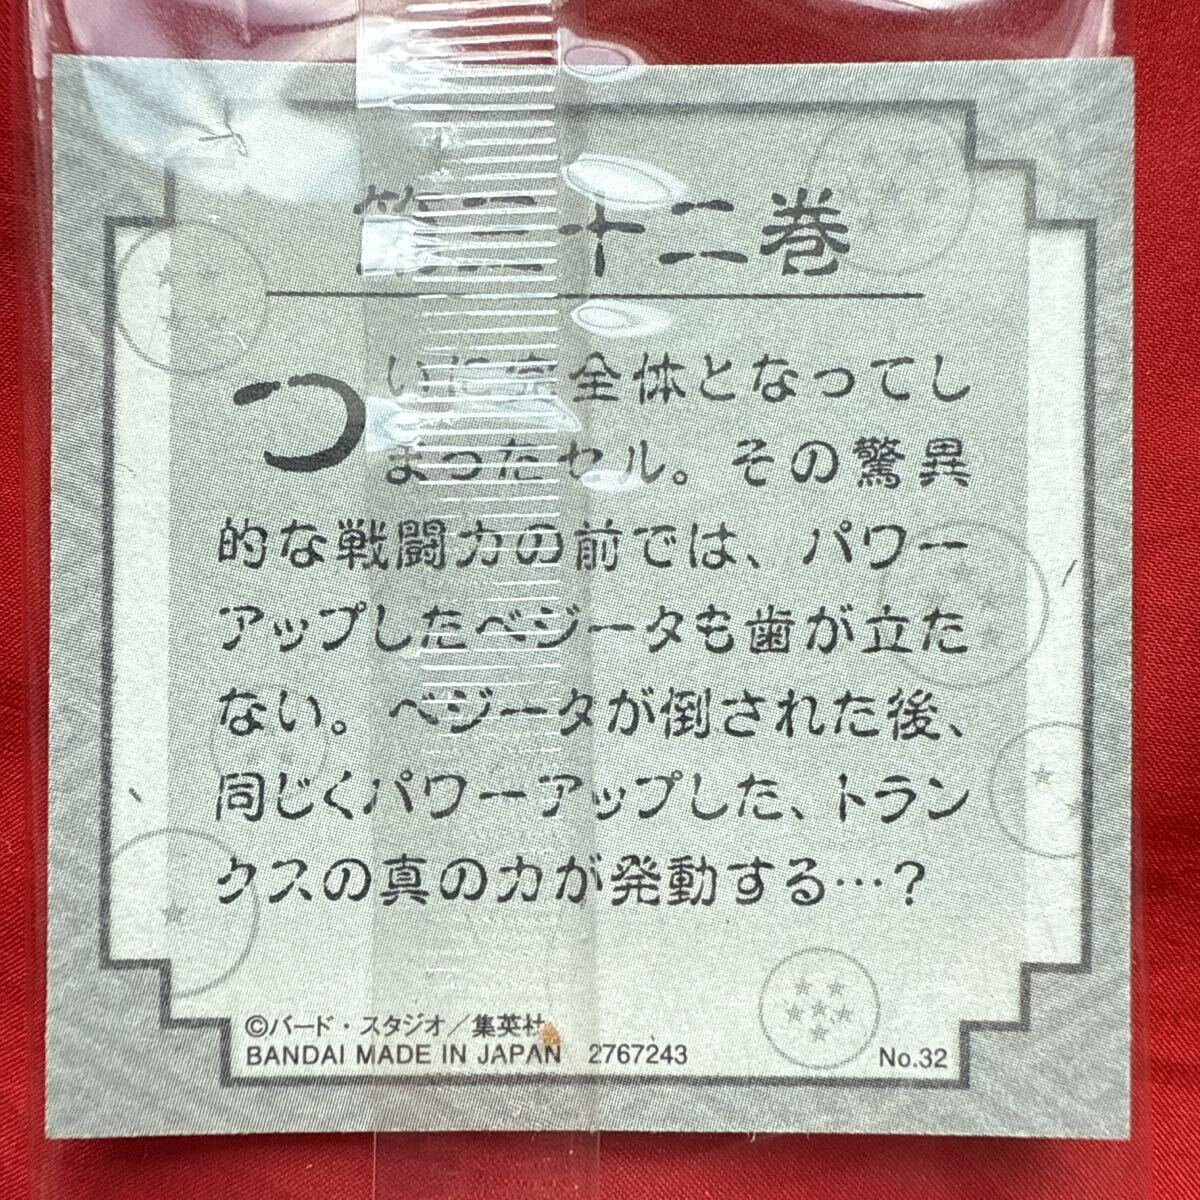 第三十二巻
ついに完全体となってし
まったセル。その驚異
的な戦闘力の前では、パワー
アップしたベジータも歯が立た
ない。ベジータが倒された後、
同じくパワーアップした、トラン
クスの真の力が発動する…?
©バード・スタジオ/集英社
BANDAI MADE IN JAPAN 2767243
No.32